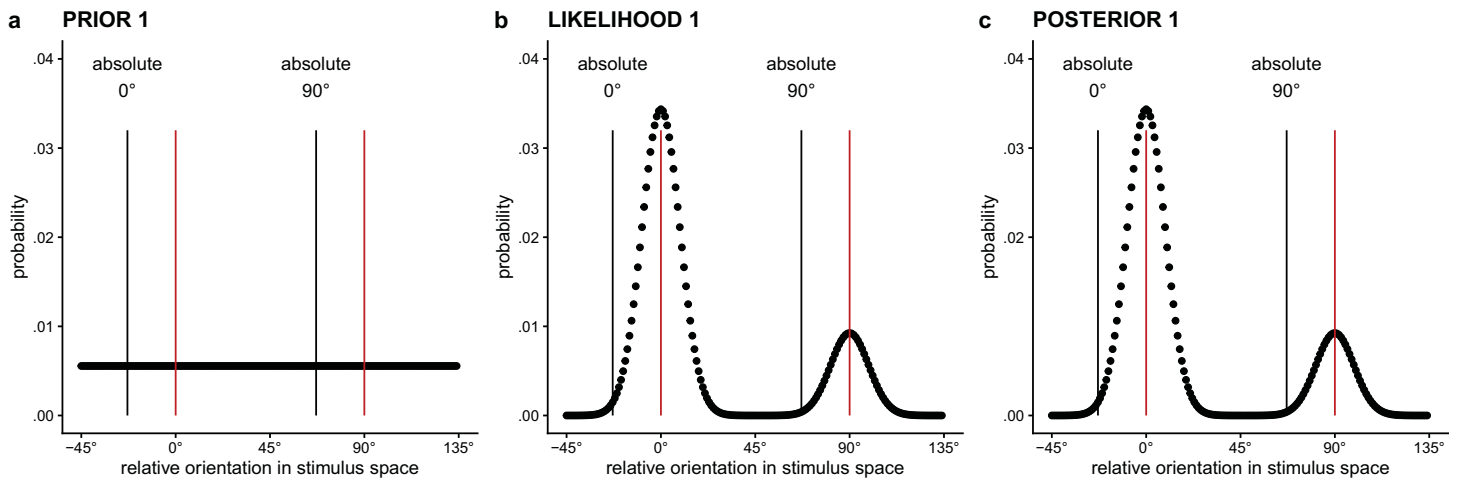 a PRIOR 1
.04
.03
.02
.01
.00
probability
absolute
0°
absolute
90°
−45° 0° 45° 90° 135°
relative orientation in stimulus space
b LIKELIHOOD 1
.04
.03
.02
.01
.00
probability
absolute
0°
absolute
90°
−45° 0° 45° 90° 135°
relative orientation in stimulus space
c POSTERIOR 1
.04
.03
.02
.01
.00
probability
absolute
0°
absolute
90°
−45° 0° 45° 90° 135°
relative orientation in stimulus space